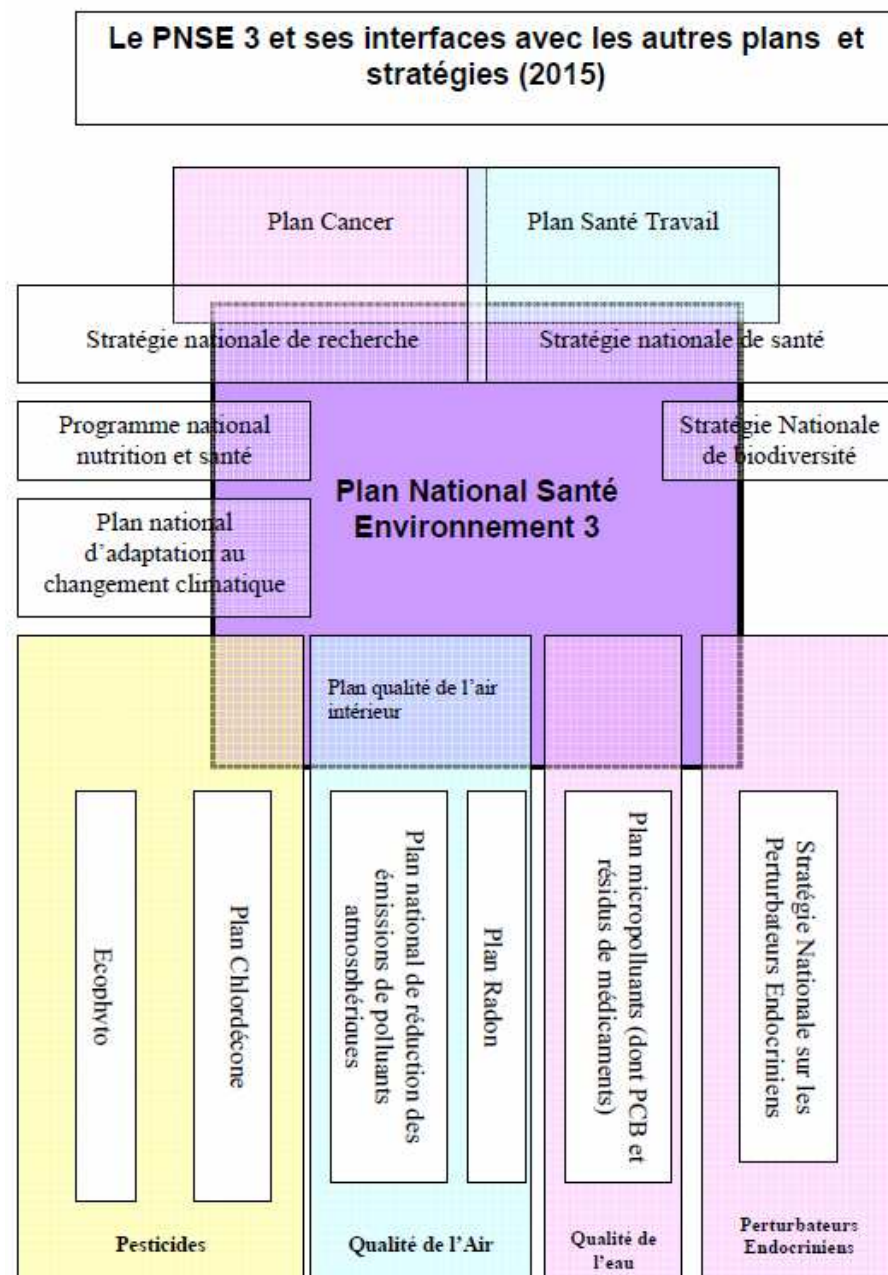 Le PNSE 3 et ses interfaces avec les autres plans et
stratégies (2015)
Plan Cancer
Plan Santé Travail
Stratégie nationale de recherche
Stratégie nationale de santé
Programme national
nutrition et santé
Stratégie Nationale
de biodiversité
Plan National Santé
Environnement 3
Plan national
d’adaptation au
changement climatique
Plan qualité de l’air
intérieur
Ecophyto
Plan Chlordécone
Plan national de réduction des
émissions de polluants
atmosphériques
Plan Radon
Plan micropolluants (dont PCB et
résidus de médicaments)
Stratégie Nationale sur les
Perturbateurs Endocriniens
Pesticides
Qualité de l’Air
Qualité de
l’eau
Perturbateurs
Endocriniens